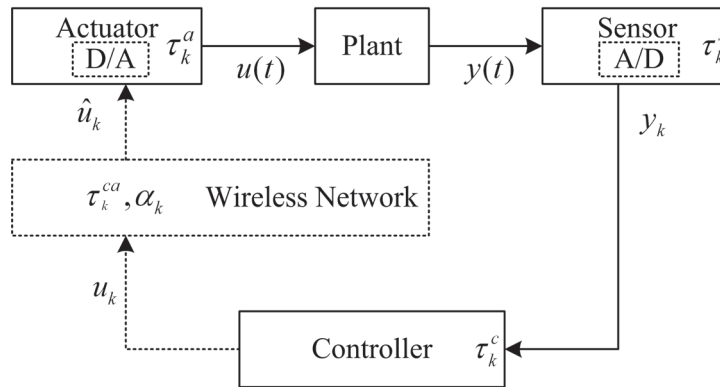 Actuator
D/A
τ_k^a
u(t)
Plant
y(t)
Sensor
A/D
û_k
y_k
τ_k^{ca}, α_k
Wireless Network
u_k
Controller
τ_k^c